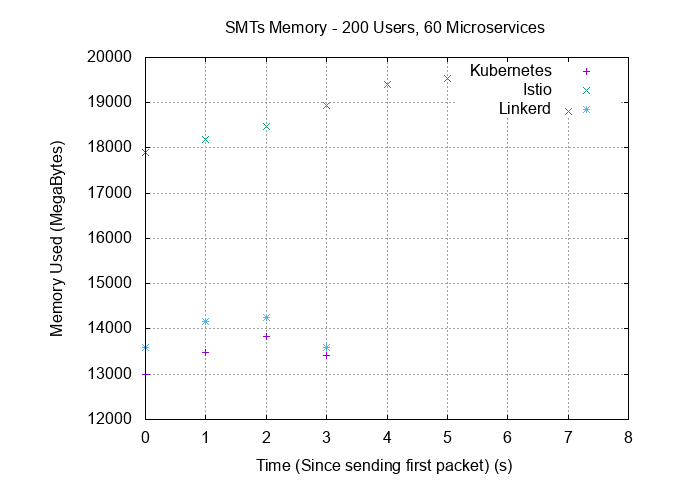 SMTs Memory - 200 Users, 60 Microservices
20000
19000
18000
17000
16000
15000
14000
13000
12000
Memory Used (MegaBytes)
Kubernetes
Istio
Linkerd
0 1 2 3 4 5 6 7 8
Time (Since sending first packet) (s)